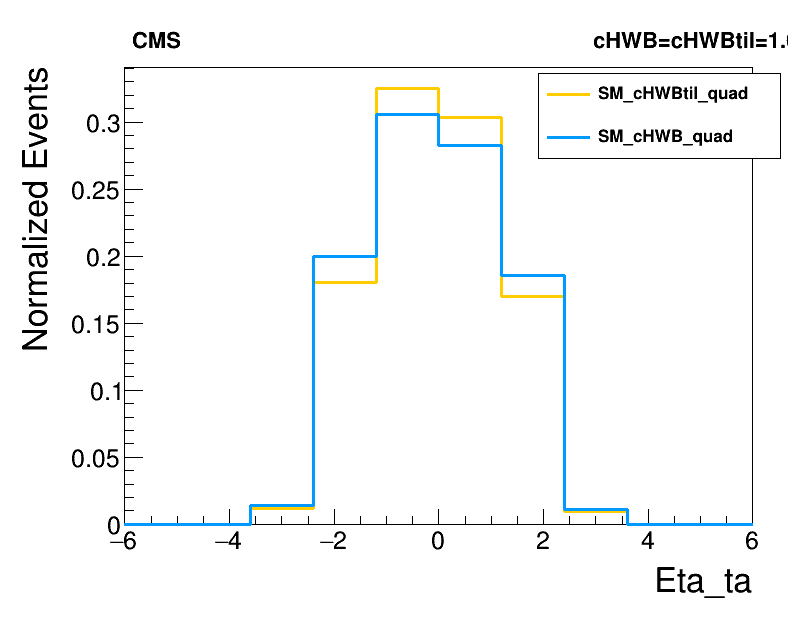 CMS
cHWB=cHWBtil=1.
Normalized Events
SM_cHWBtil_quad
SM_cHWB_quad
0.3
0.25
0.2
0.15
0.1
0.05
0
−6 −4 −2 0 2 4 6
Eta_ta